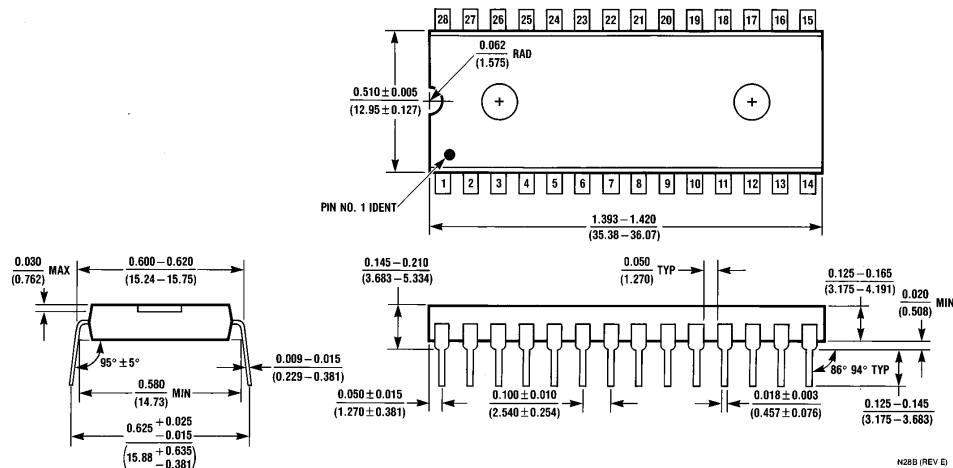 28 27 26 25 24 23 22 21 20 19 18 17 16 15
0.062
(1.575)
RAD
0.510 ± 0.005
(12.95 ± 0.127)
1 2 3 4 5 6 7 8 9 10 11 12 13 14
PIN NO. 1 IDENT
1.393 – 1.420
(35.38 – 36.07)
0.030
(0.762)
MAX
0.600 – 0.620
(15.24 – 15.75)
95° ± 5°
0.580
(14.73)
MIN
0.009 – 0.015
(0.229 – 0.381)
0.625 + 0.025
– 0.015
(15.88 + 0.635
– 0.381)
0.145 – 0.210
(3.683 – 5.334)
0.050
(1.270)
TYP
0.125 – 0.165
(3.175 – 4.191)
0.020
(0.508)
MIN
86° 94° TYP
0.050 ± 0.015
(1.270 ± 0.381)
0.100 ± 0.010
(2.540 ± 0.254)
0.018 ± 0.003
(0.457 ± 0.076)
0.125 – 0.145
(3.175 – 3.683)
N28B (REV E)